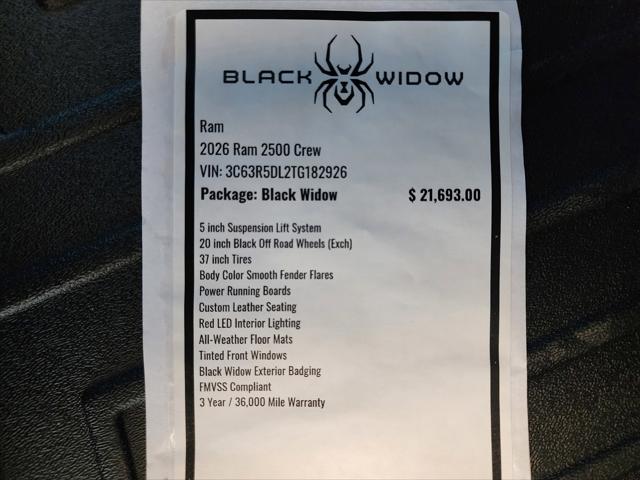 BLACK WIDOW
Ram
2026 Ram 2500 Crew
VIN: 3C63R5DL2TG182926
Package: Black Widow $ 21,693.00
5 inch Suspension Lift System
20 inch Black Off Road Wheels (Exch)
37 inch Tires
Body Color Smooth Fender Flares
Power Running Boards
Custom Leather Seating
Red LED Interior Lighting
All-Weather Floor Mats
Tinted Front Windows
Black Widow Exterior Badging
FMVSS Compliant
3 Year / 36,000 Mile Warranty